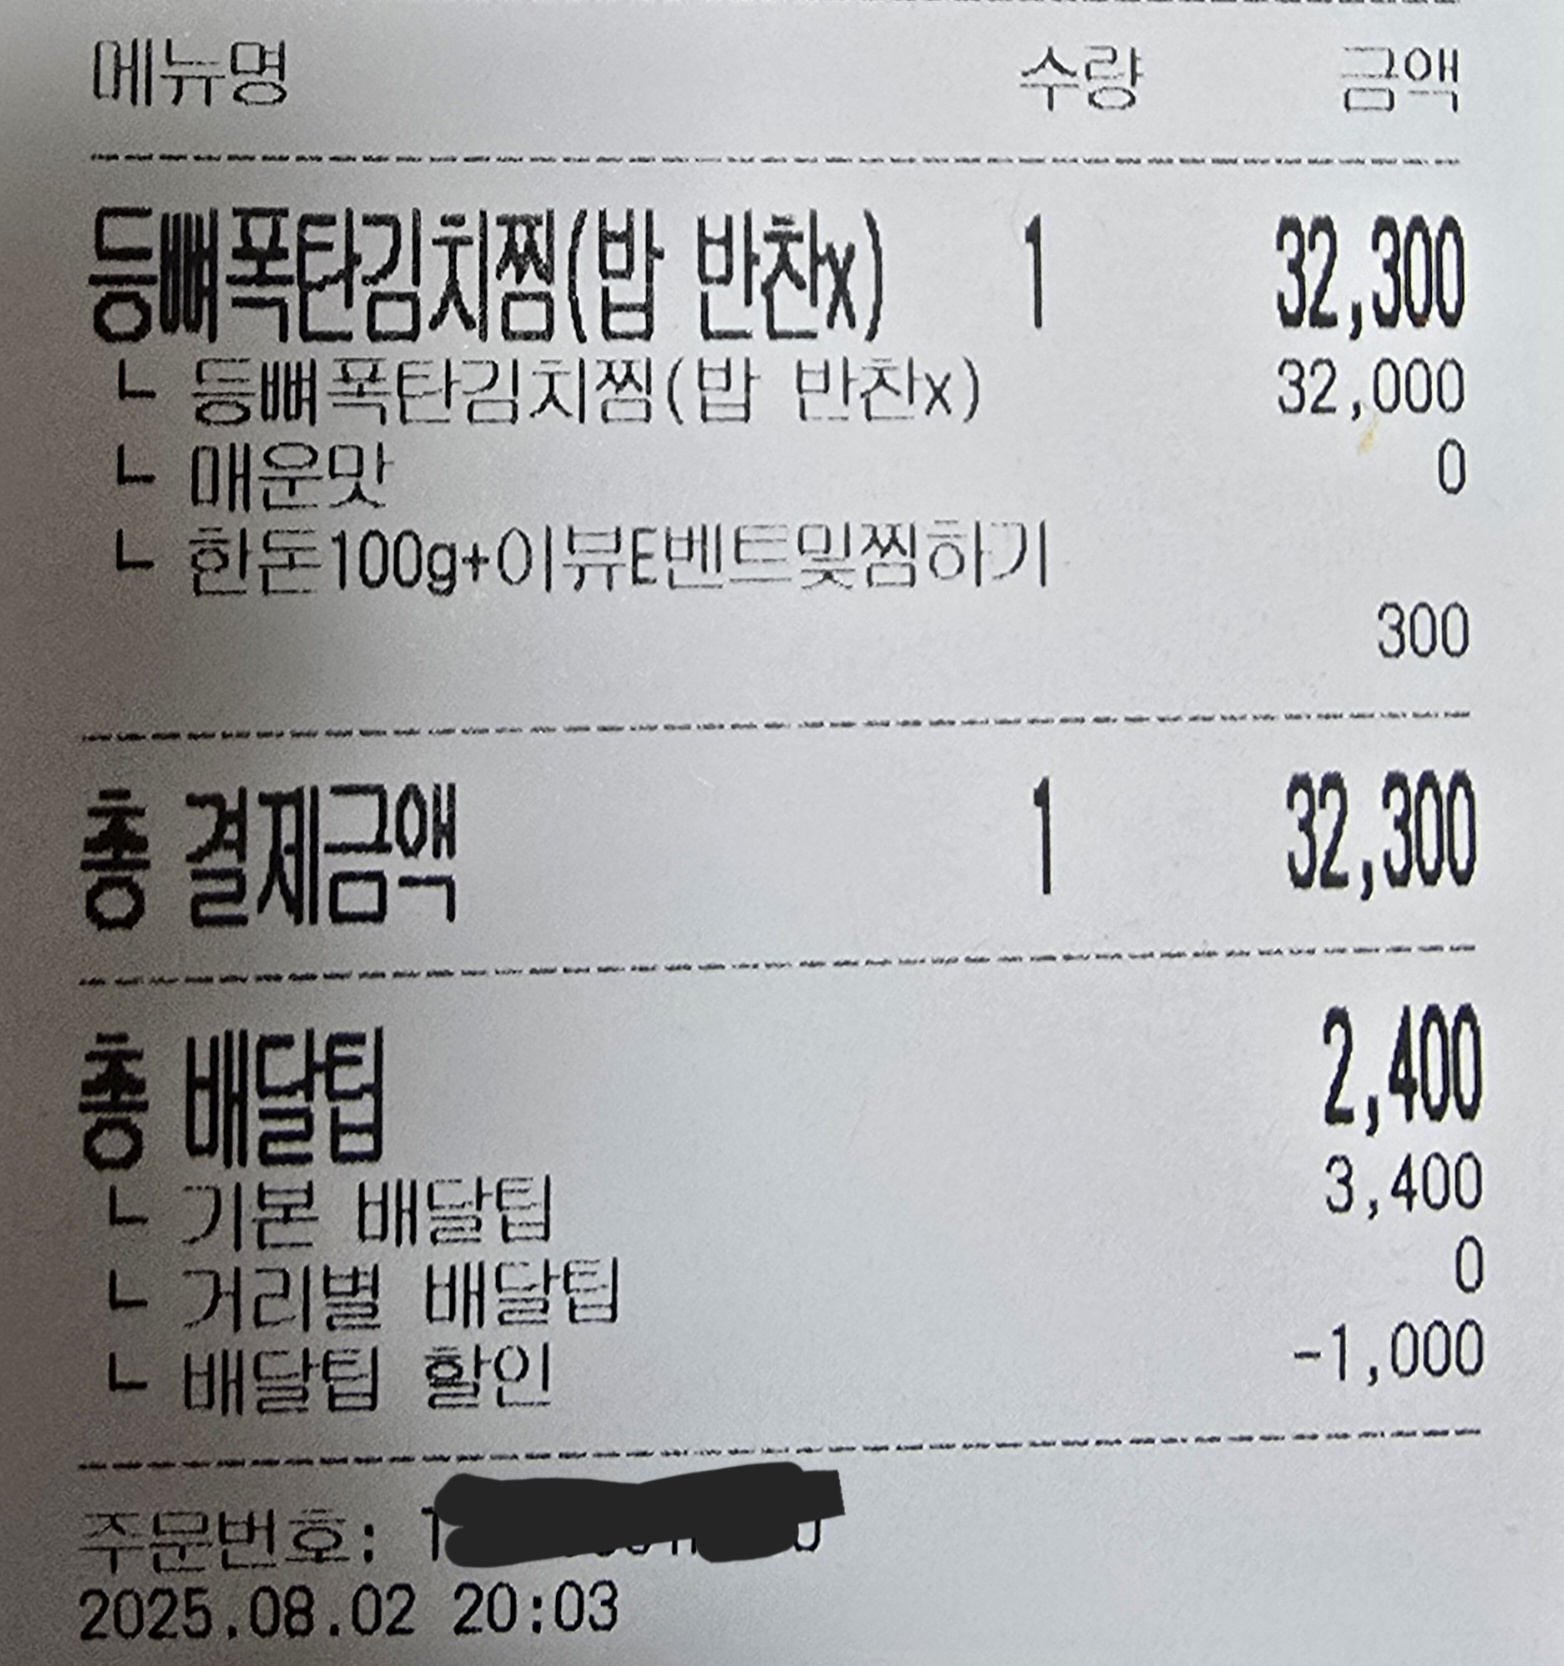 메뉴명 수량 금액
등뼈폭탄김치찜(밥 반찬x) 1 32,300
ㄴ 등뼈폭탄김치찜(밥 반찬x) 32,000
ㄴ 매운맛 0
ㄴ 한돈100g+이뷰E벤트및찜하기
300
총 결제금액 1 32,300
총 배달팁 2,400
ㄴ 기본 배달팁 3,400
ㄴ 거리별 배달팁 0
ㄴ 배달팁 할인 -1,000
주문번호:
2025.08.02 20:03